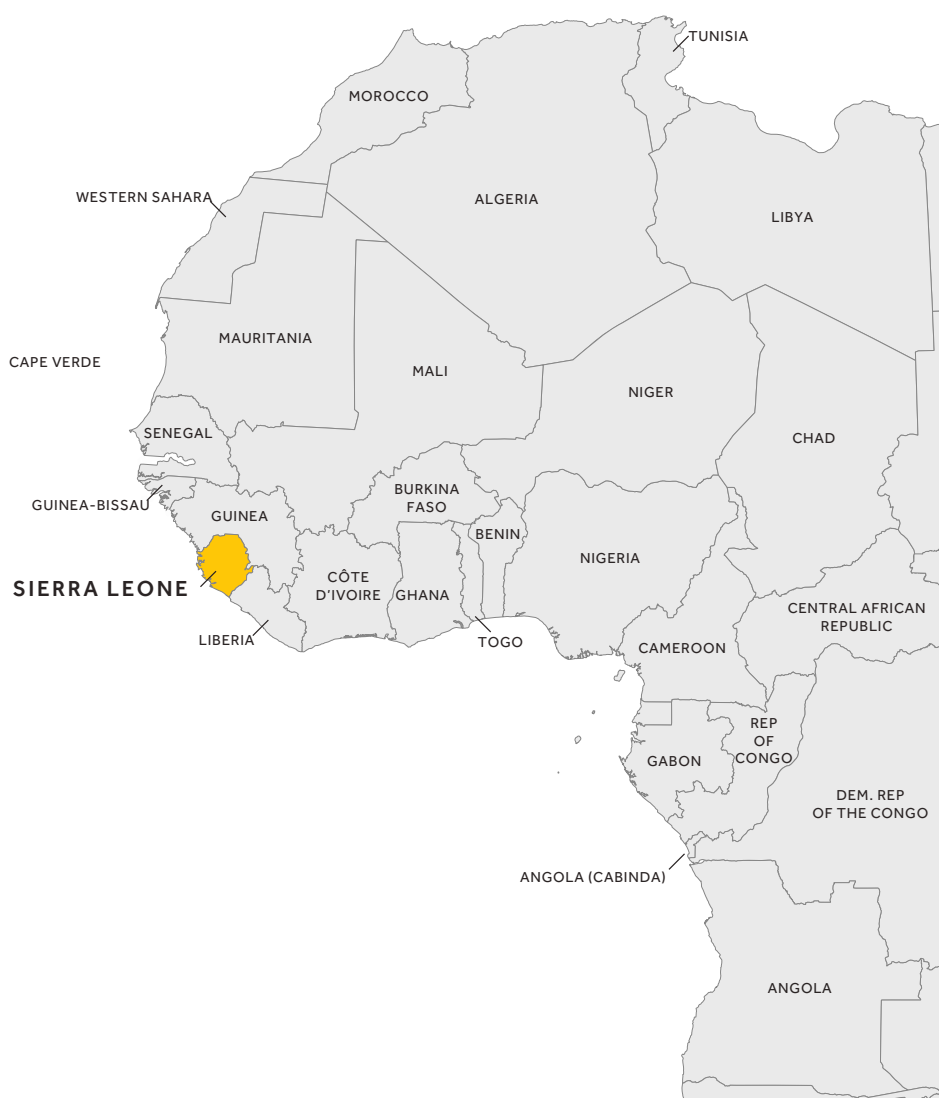 TUNISIA
MOROCCO
WESTERN SAHARA
ALGERIA
LIBYA
MAURITANIA
CAPE VERDE
MALI
NIGER
SENEGAL
CHAD
BURKINA
FASO
GUINEA-BISSAU
GUINEA
BENIN
NIGERIA
SIERRA LEONE
CÔTE
D'IVOIRE
GHANA
CENTRAL AFRICAN
REPUBLIC
LIBERIA
TOGO
CAMEROON
REP
OF
CONGO
GABON
DEM. REP
OF THE CONGO
ANGOLA (CABINDA)
ANGOLA